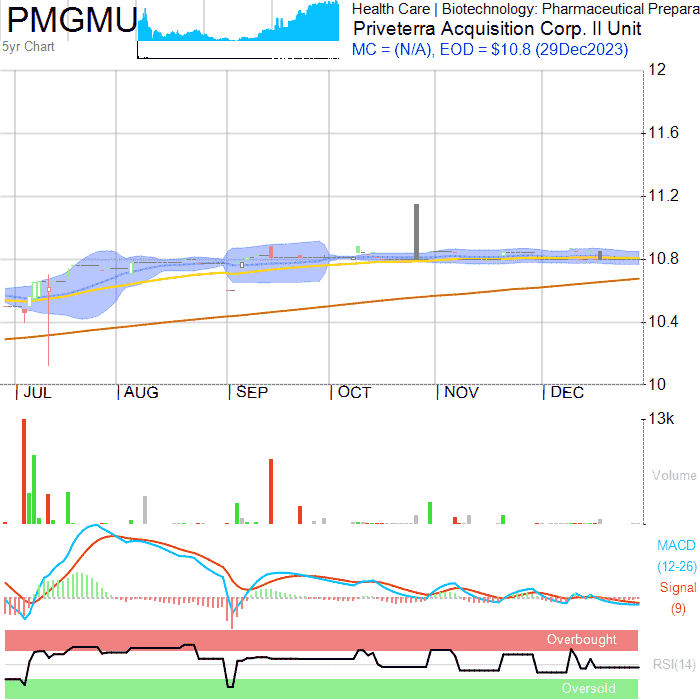 PMGMU
5yr Chart
Health Care | Biotechnology: Pharmaceutical Prepara
Priveterra Acquisition Corp. II Unit
MC = (N/A), EOD = $10.8 (29Dec2023)
12
11.6
11.2
10.8
10.4
10
JUL AUG SEP OCT NOV DEC
13k
Volume
MACD
(12-26)
Signal
(9)
Overbought
RSI(14)
Oversold